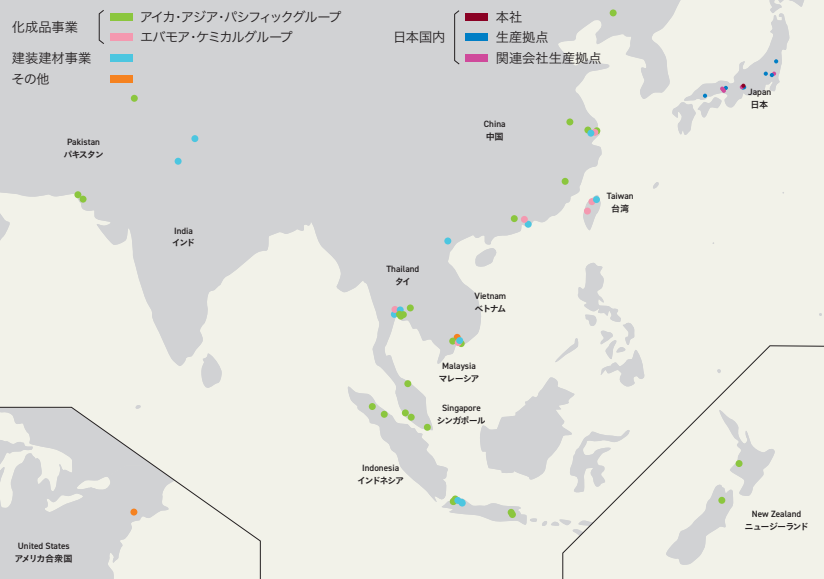 化成品事業
アイカ・アジア・パシフィックグループ
エバモア・ケミカルグループ
建装建材事業
その他
日本国内
本社
生産拠点
関連会社生産拠点
Japan
日本
China
中国
Pakistan
パキスタン
Taiwan
台湾
India
インド
Thailand
タイ
Vietnam
ベトナム
Malaysia
マレーシア
Singapore
シンガポール
Indonesia
インドネシア
New Zealand
ニュージーランド
United States
アメリカ合衆国